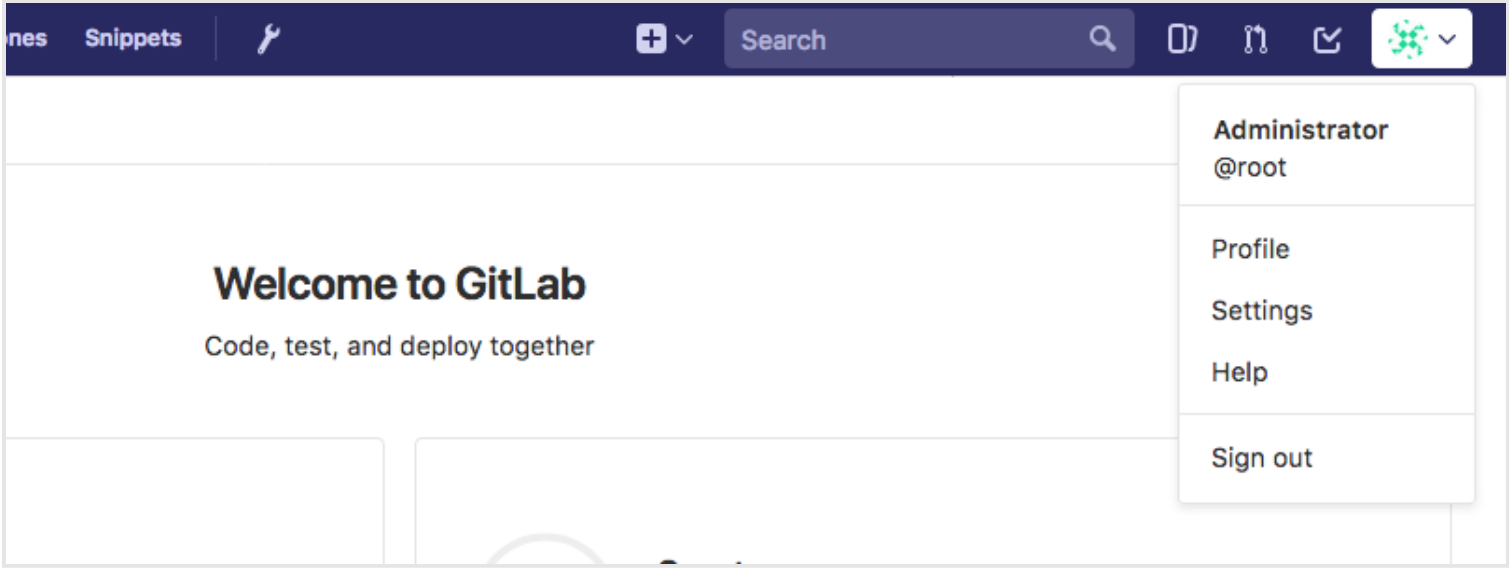 Snippets
Search
Administrator
@root
Profile
Settings
Help
Sign out
Welcome to GitLab
Code, test, and deploy together